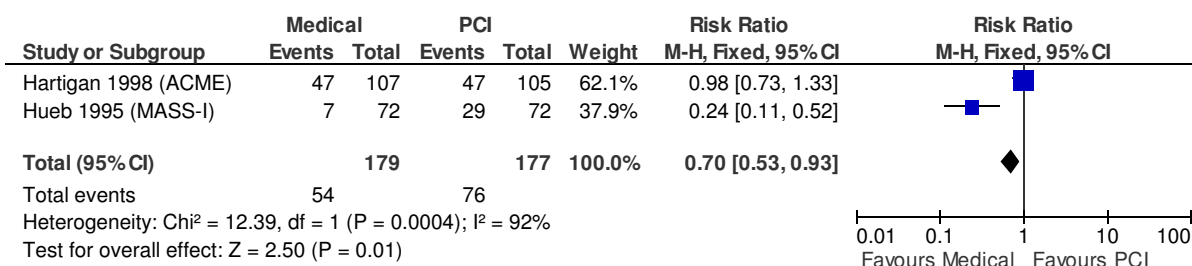 Medical PCI Risk Ratio Risk Ratio
Study or Subgroup Events Total Events Total Weight M-H, Fixed, 95% CI M-H, Fixed, 95% CI
Hartigan 1998 (ACME) 47 107 47 105 62.1% 0.98 [0.73, 1.33]
Hueb 1995 (MASS-I) 7 72 29 72 37.9% 0.24 [0.11, 0.52]
Total (95% CI) 179 177 100.0% 0.70 [0.53, 0.93]
Total events 54 76
Heterogeneity: Chi² = 12.39, df = 1 (P = 0.0004); I² = 92%
Test for overall effect: Z = 2.50 (P = 0.01)
0.01 0.1 1 10 100
Favours Medical Favours PCI